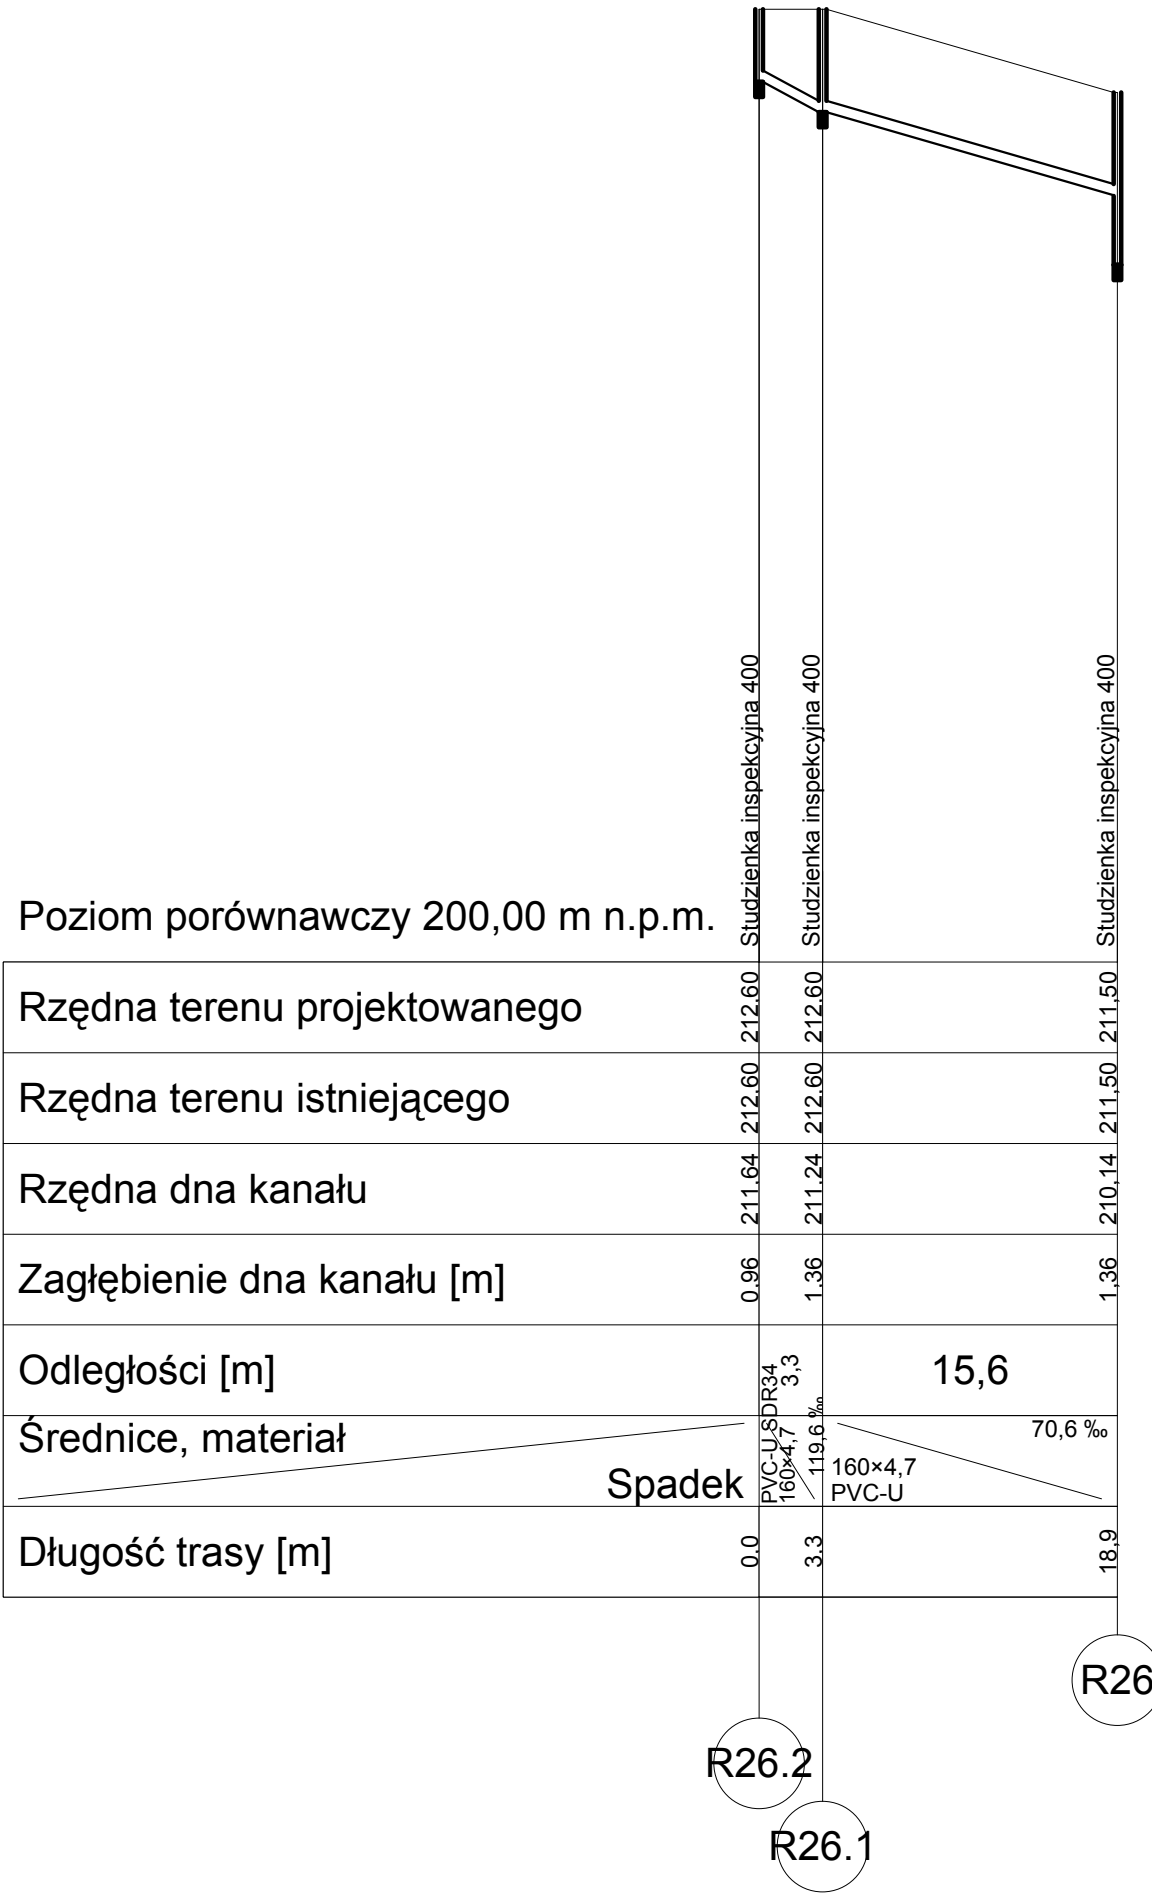 Studzienka inspekcyjna 400
Studzienka inspekcyjna 400
Studzienka inspekcyjna 400
Poziom porównawczy 200,00 m n.p.m.
Rzędna terenu projektowanego
212.60
212.60
211,50
Rzędna terenu istniejącego
212.60
212.60
211,50
Rzędna dna kanału
211.64
211.24
210,14
Zagłębienie dna kanału [m]
0.96
1.36
1,36
Odległości [m]
3,3
15,6
Średnice, materiał
Spadek
PVC-U SDR34
160×4,7
119,6 ‰
70,6 ‰
160×4,7
PVC-U
Długość trasy [m]
0.0
3.3
18,9
R26
R26.2
R26.1